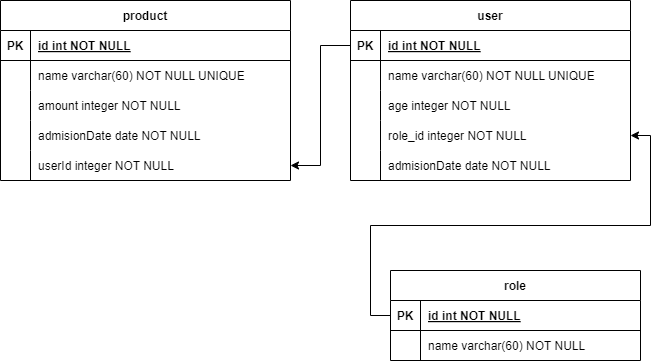 product
PK id int NOT NULL
name varchar(60) NOT NULL UNIQUE
amount integer NOT NULL
admisionDate date NOT NULL
userId integer NOT NULL
user
PK id int NOT NULL
name varchar(60) NOT NULL UNIQUE
age integer NOT NULL
role_id integer NOT NULL
admisionDate date NOT NULL
role
PK id int NOT NULL
name varchar(60) NOT NULL